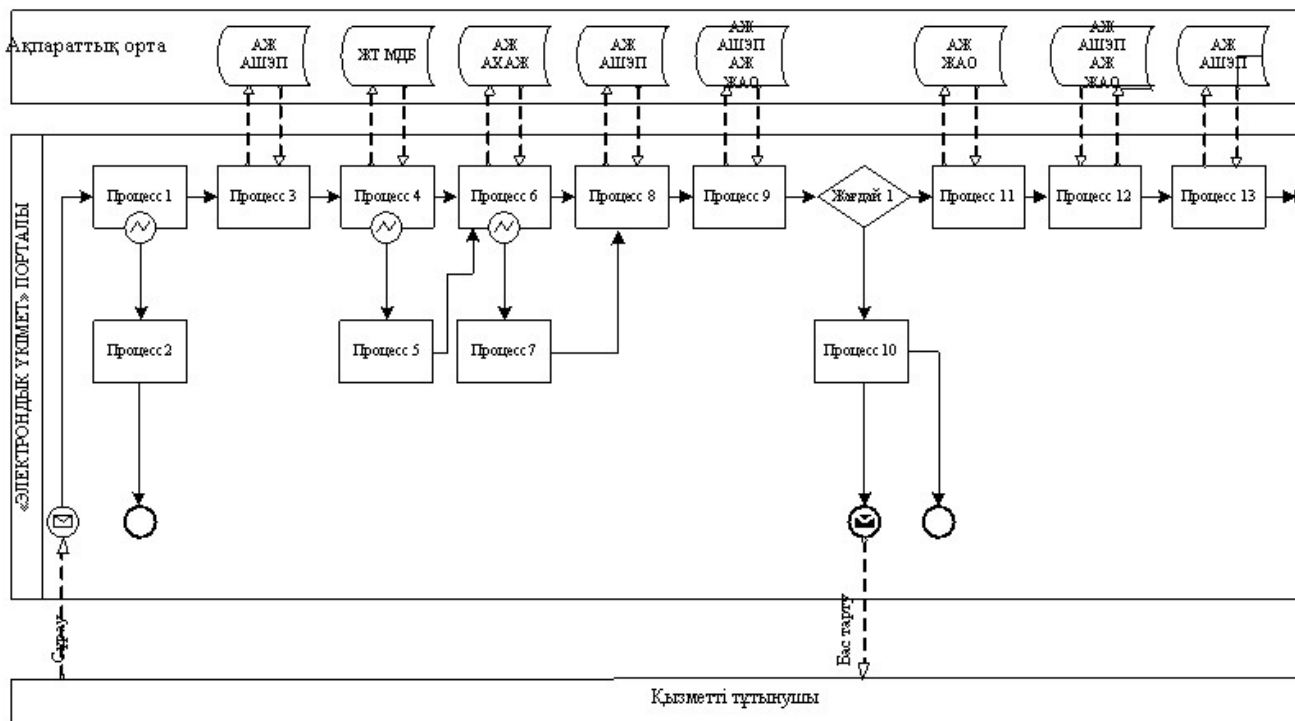 Ақпараттық орта
АЖ
АШЭП
ЖТ МДБ
АЖ
АХАЖ
АЖ
АШЭП
АЖ
АШЭП
АЖ
ЖАО
АЖ
ЖАО
АЖ
АШЭП
АЖ
ЖАО
АЖ
АШЭП
«ЭЛЕКТРОНДЫК ҮКІМЕТ» ПОРТАЛЫ
Процесс 1
Процесс 3
Процесс 4
Процесс 6
Процесс 8
Процесс 9
Жағдай 1
Процесс 11
Процесс 12
Процесс 13
Процесс 2
Процесс 5
Процесс 7
Процесс 10
Сұрау
Бас тарту
Қызметті тұтынушы